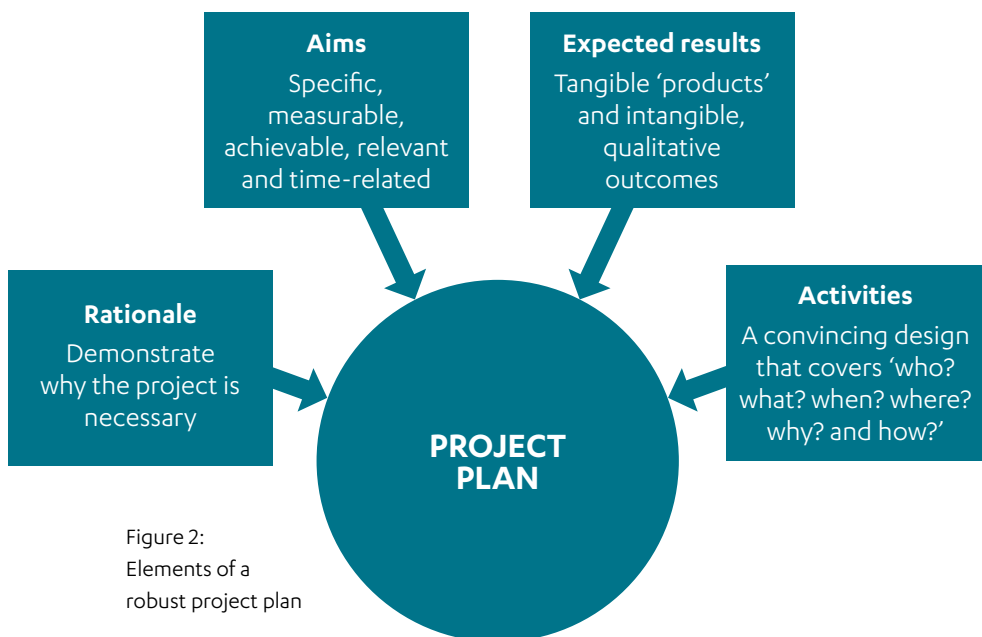 Aims
Specific,
measurable,
achievable, relevant
and time-related
Expected results
Tangible ‘products’
and intangible,
qualitative
outcomes
Rationale
Demonstrate
why the project is
necessary
Activities
A convincing design
that covers ‘who?
what? when? where?
why? and how?’
PROJECT
PLAN
Figure 2:
Elements of a
robust project plan